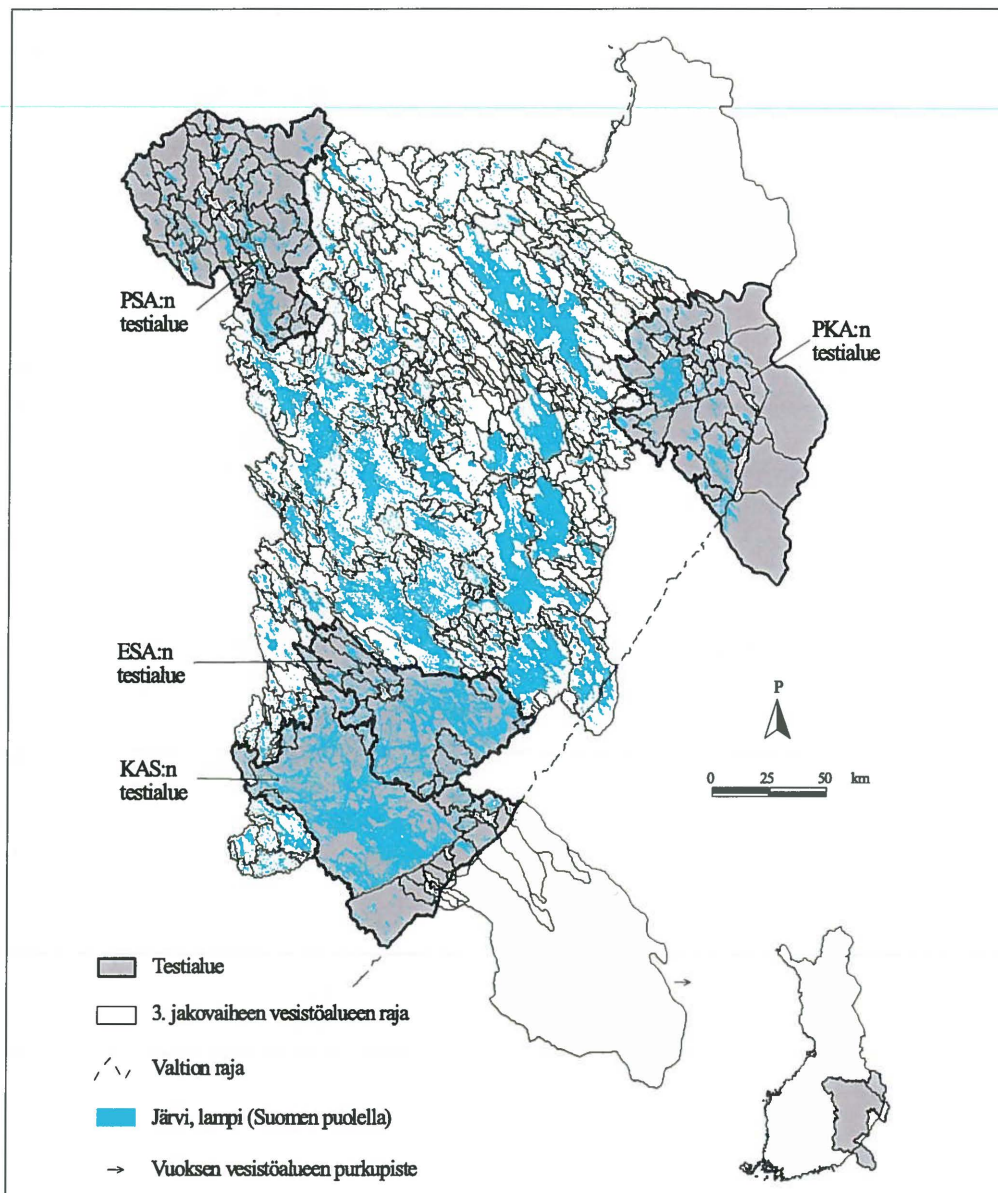 PSA:n
testialue
PKA:n
testialue
ESA:n
testialue
KAS:n
testialue
P
0 25 50 km
Testialue
3. jakovaiheen vesistöalueen raja
Valtion raja
Järvi, lampi (Suomen puolella)
Vuoksen vesistöalueen purkupiste